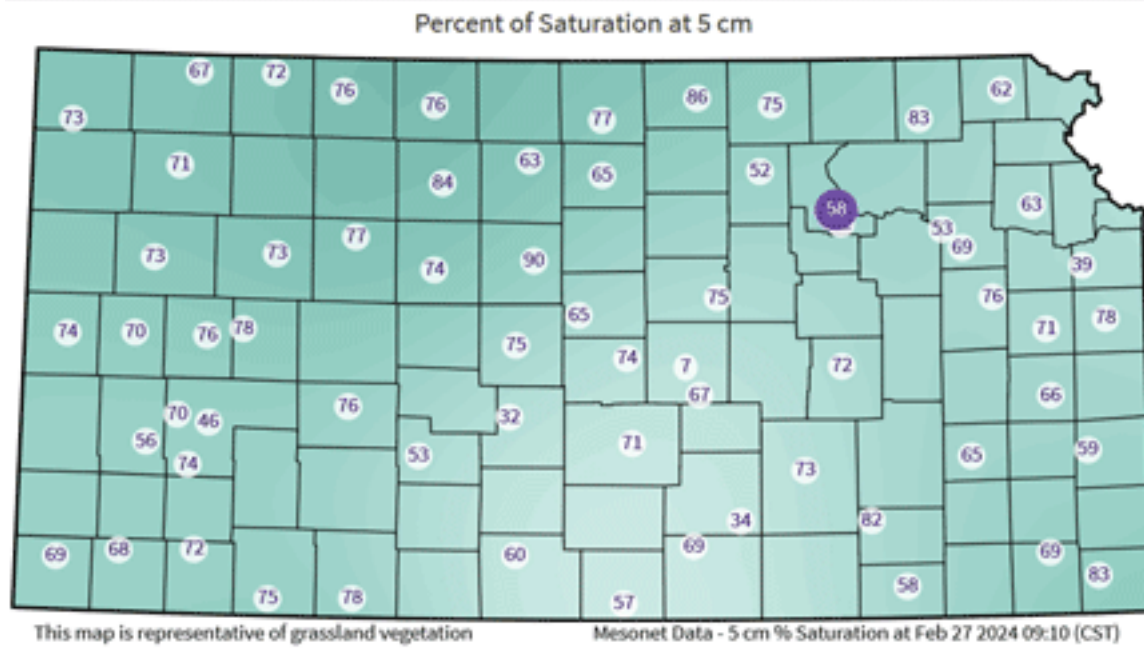 Percent of Saturation at 5 cm
67 72 76 76 86 75 62
73 77 83
71 84 63 65 52 63
58
73 73 77 74 90 53 69 39
74 70 76 78 65 75 76 71 78
75 74 7 72
70 46 76 32 67 66
56 74 53 71 73 65 59
34 82
69 68 72 60 69 69 83
75 78 57 58
This map is representative of grassland vegetation
Mesonet Data - 5 cm % Saturation at Feb 27 2024 09:10 (CST)